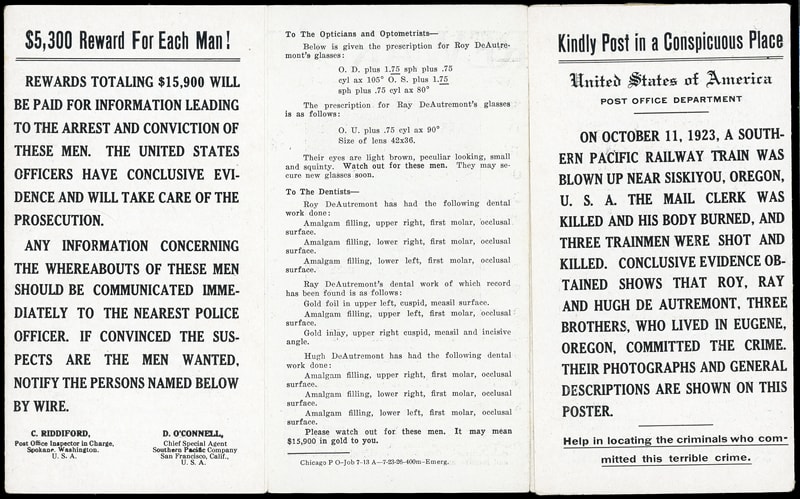 $5,300 Reward For Each Man!
REWARDS TOTALING $15,900 WILL
BE PAID FOR INFORMATION LEADING
TO THE ARREST AND CONVICTION OF
THESE MEN. THE UNITED STATES
OFFICERS HAVE CONCLUSIVE EVI-
DENCE AND WILL TAKE CARE OF THE
PROSECUTION.
ANY INFORMATION CONCERNING
THE WHEREABOUTS OF THESE MEN
SHOULD BE COMMUNICATED IMME-
DIATELY TO THE NEAREST POLICE
OFFICER. IF CONVINCED THE SUS-
PECTS ARE THE MEN WANTED,
NOTIFY THE PERSONS NAMED BELOW
BY WIRE.
C. RIDDIFORD,
Post Office Inspector in Charge,
Spokane, Washington.
U. S. A.
D. O'CONNELL,
Chief Special Agent
Southern Pacific Company
San Francisco, Calif.,
U. S. A.
To The Opticians and Optometrists—
Below is given the prescription for Roy DeAutre-
mont's glasses:
O. D. plus 1.75 sph plus .75
cyl ax 105° O. S. plus 1.75
sph plus .75 cyl ax 80°
The prescription for Ray DeAutremont's glasses
is as follows:
O. U. plus .75 cyl ax 90°
Size of lens 42x36.
Their eyes are light brown, peculiar looking, small
and squinty. Watch out for these men. They may se-
cure new glasses soon.
To The Dentists—
Roy DeAutremont has had the following dental
work done:
Amalgam filling, upper right, first molar, occlusal
surface.
Amalgam filling, lower right, first molar, occlusal
surface.
Amalgam filling, lower left, first molar, occlusal
surface.
Ray DeAutremont's dental work of which record
has been found is as follows:
Gold foil in upper left, cuspid, measil surface.
Amalgam filling, upper left, first molar, occlusal
surface.
Gold inlay, upper right cuspid, measil and incisive
angle.
Hugh DeAutremont has had the following dental
work done:
Amalgam filling, upper right, first molar, occlusal
surface.
Amalgam filling, lower right, first molar, occlusal
surface.
Amalgam filling, lower left, first molar, occlusal
surface.
Please watch out for these men. It may mean
$15,900 in gold to you.
Chicago P O—Job 7-13 A—7-23-26-400m—Emerg.
Kindly Post in a Conspicuous Place
United States of America
POST OFFICE DEPARTMENT
ON OCTOBER 11, 1923, A SOUTH-
ERN PACIFIC RAILWAY TRAIN WAS
BLOWN UP NEAR SISKIYOU, OREGON,
U. S. A. THE MAIL CLERK WAS
KILLED AND HIS BODY BURNED, AND
THREE TRAINMEN WERE SHOT AND
KILLED. CONCLUSIVE EVIDENCE OB-
TAINED SHOWS THAT ROY, RAY
AND HUGH DE AUTREMONT, THREE
BROTHERS, WHO LIVED IN EUGENE,
OREGON, COMMITTED THE CRIME.
THEIR PHOTOGRAPHS AND GENERAL
DESCRIPTIONS ARE SHOWN ON THIS
POSTER.
Help in locating the criminals who com-
mitted this terrible crime.